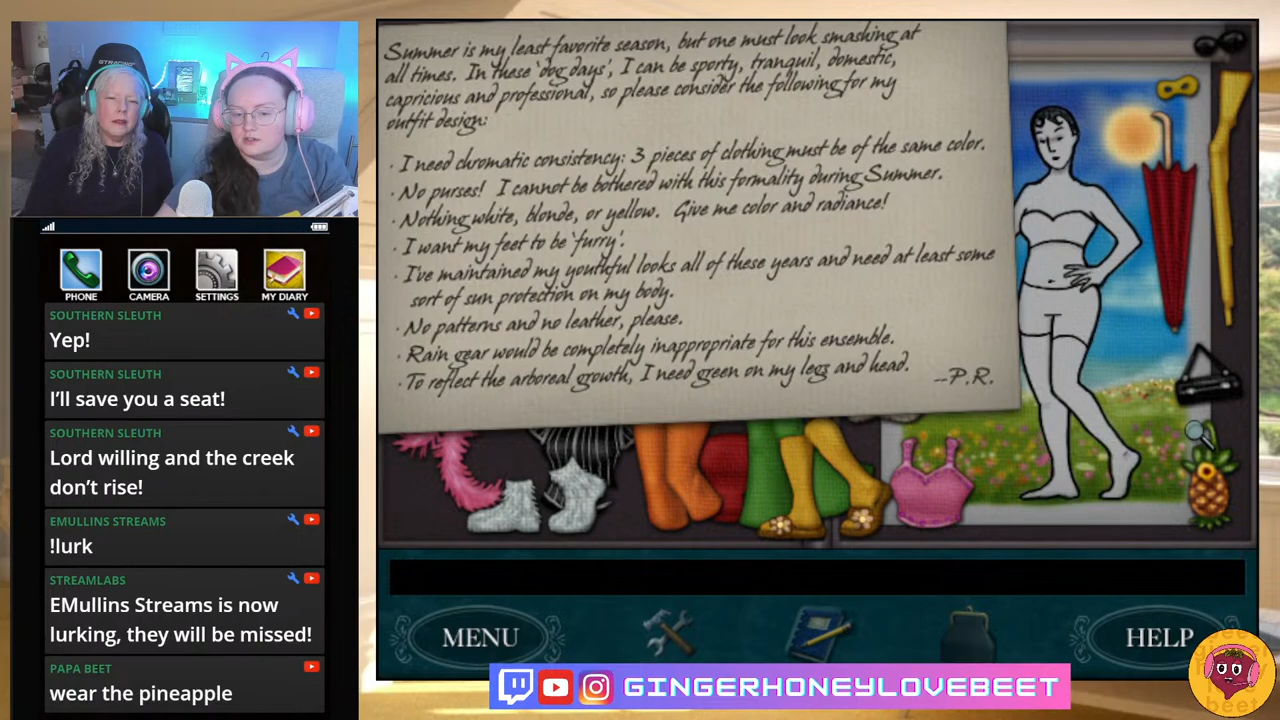 Summer is my least favorite season, but one must look smashing at
all times. In these 'dog days', I can be sporty, tranquil, domestic,
capricious and professional, so please consider the following for my
outfit design:
· I need chromatic consistency: 3 pieces of clothing must be of the same color.
· No purses! I cannot be bothered with this formality during Summer.
· Nothing white, blonde, or yellow. Give me color and radiance!
· I want my feet to be 'furry'.
· I've maintained my youthful looks all of these years and need at least some
sort of sun protection on my body.
· No patterns and no leather, please.
· Rain gear would be completely inappropriate for this ensemble.
· To reflect the arboreal growth, I need green on my legs and head.
--P.R.
PHONE
CAMERA
SETTINGS
MY DIARY
SOUTHERN SLEUTH
Yep!
SOUTHERN SLEUTH
I'll save you a seat!
SOUTHERN SLEUTH
Lord willing and the creek
don't rise!
EMULLINS STREAMS
!lurk
STREAMLABS
EMullins Streams is now
lurking, they will be missed!
PAPA BEET
wear the pineapple
MENU
HELP
GINGERHONEYLOVEBEET